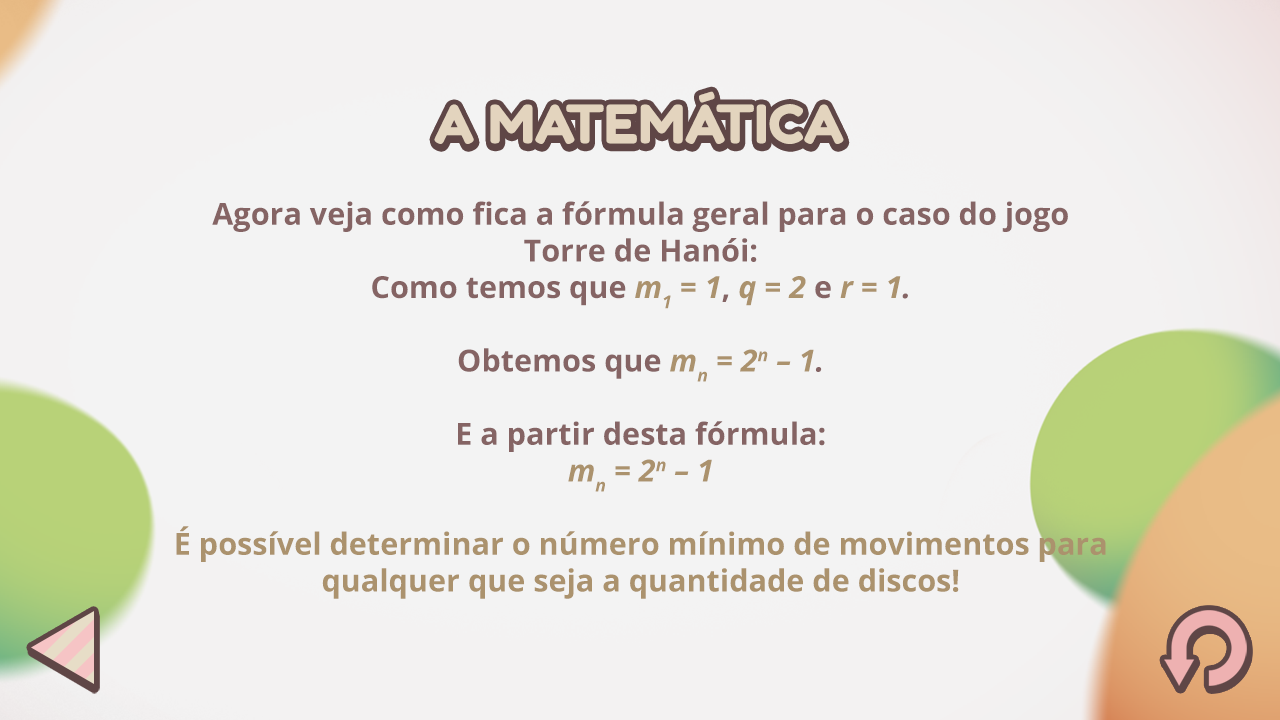 A MATEMÁTICA
Agora veja como fica a fórmula geral para o caso do jogo
Torre de Hanói:
Como temos que m₁ = 1, q = 2 e r = 1.
Obtemos que mₙ = 2ⁿ – 1.
E a partir desta fórmula:
mₙ = 2ⁿ – 1
É possível determinar o número mínimo de movimentos para
qualquer que seja a quantidade de discos!